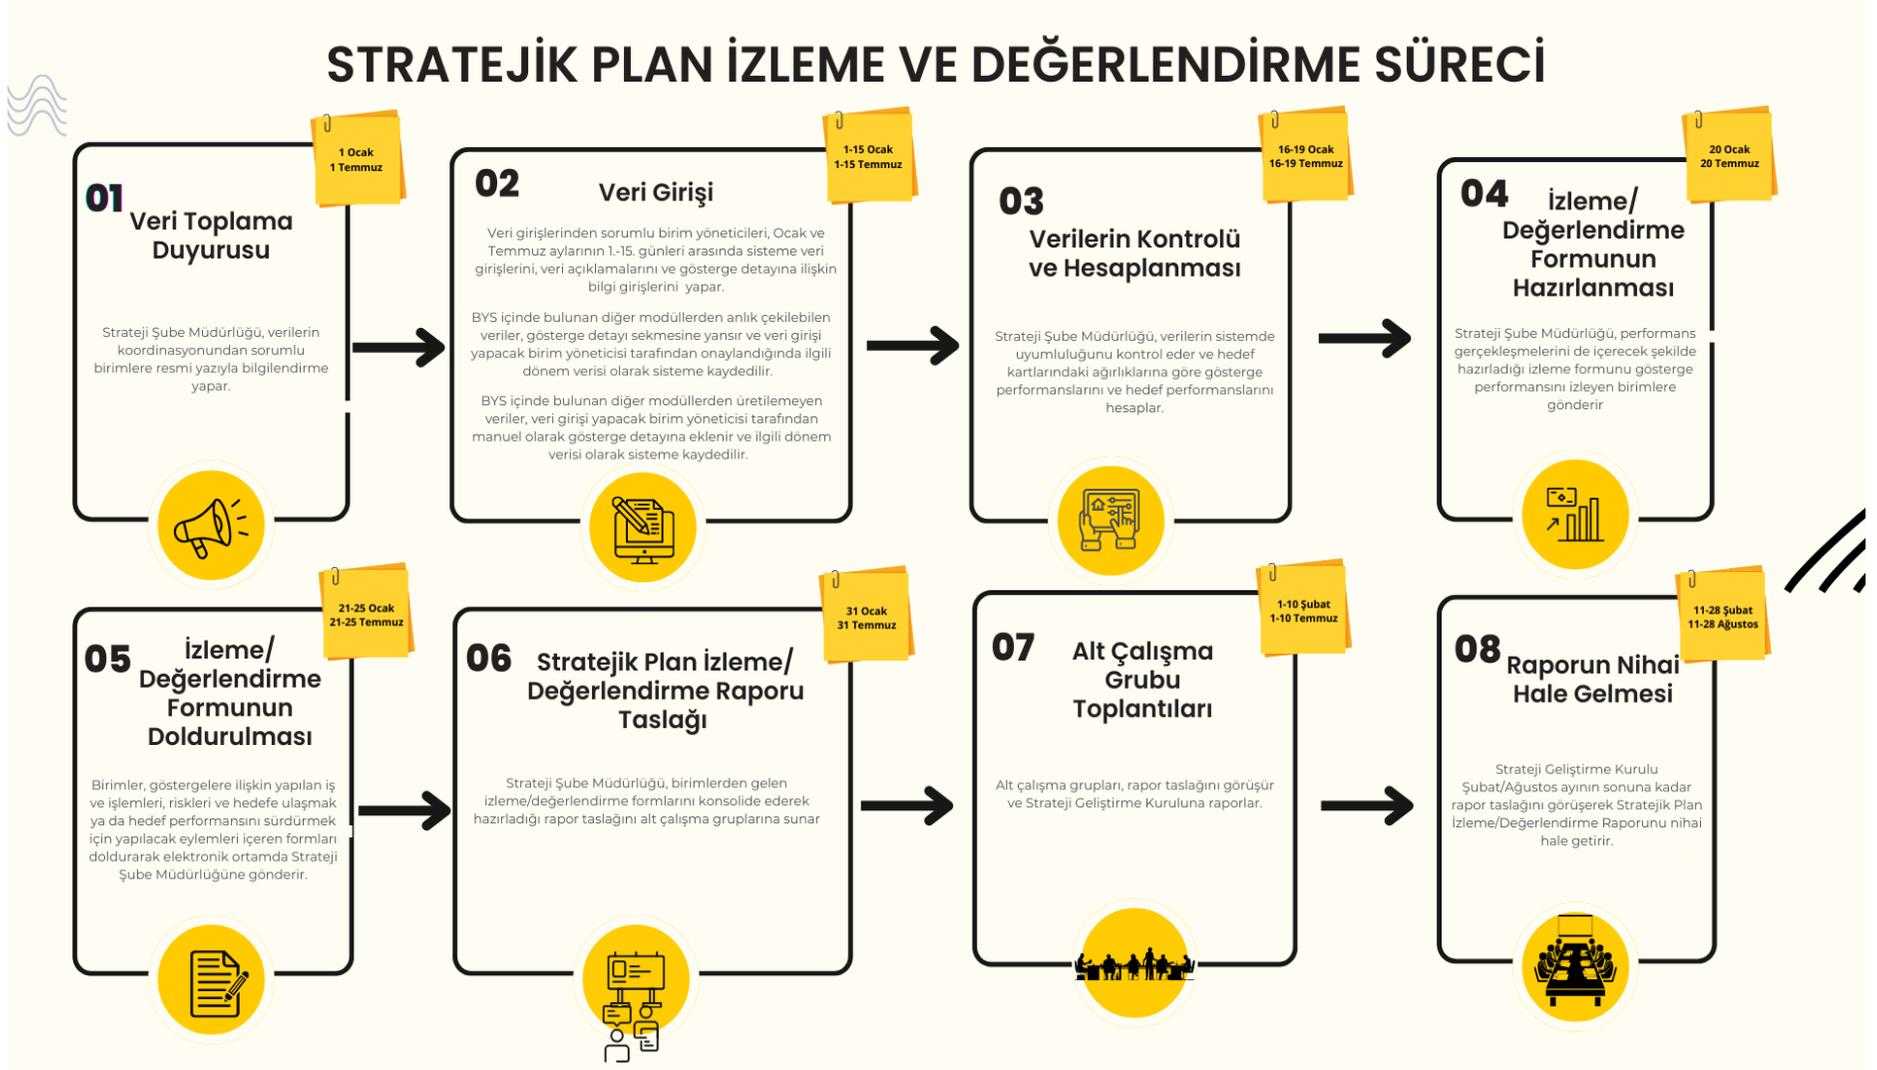 STRATEJİK PLAN İZLEME VE DEĞERLENDİRME SÜRECİ
1 Ocak
1 Temmuz
01
Veri Toplama
Duyurusu
Strateji Şube Müdürlüğü, verilerin
koordinasyonundan sorumlu
birimlere resmi yazıyla bilgilendirme
yapar.
1-15 Ocak
1-15 Temmuz
02
Veri Girişi
Veri girişlerinden sorumlu birim yöneticileri, Ocak ve
Temmuz aylarının 1.-15. günleri arasında sisteme veri
girişlerini, veri açıklamalarını ve gösterge detayına ilişkin
bilgi girişlerini yapar.
BYS içinde bulunan diğer modüllerden anlık çekilebilen
veriler, gösterge detayı sekmesine yansır ve veri girişi
yapacak birim yöneticisi tarafından onaylandığında ilgili
dönem verisi olarak sisteme kaydedilir.
BYS içinde bulunan diğer modüllerden üretilemeyen
veriler, veri girişi yapacak birim yöneticisi tarafından
manuel olarak gösterge detayına eklenir ve ilgili dönem
verisi olarak sisteme kaydedilir.
16-19 Ocak
16-19 Temmuz
03
Verilerin Kontrolü
ve Hesaplanması
Strateji Şube Müdürlüğü, verilerin sistemde
uyumluluğunu kontrol eder ve hedef
kartlarındaki ağırlıklarına göre gösterge
performanslarını ve hedef performanslarını
hesaplar.
20 Ocak
20 Temmuz
04
İzleme/
Değerlendirme
Formunun
Hazırlanması
Strateji Şube Müdürlüğü, performans
gerçekleşmelerini de içerecek şekilde
hazırladığı izleme formunu gösterge
performansını izleyen birimlere
gönderir
21-25 Ocak
21-25 Temmuz
05
İzleme/
Değerlendirme
Formunun
Doldurulması
Birimler, göstergelere ilişkin yapılan iş
ve işlemleri, riskleri ve hedefe ulaşmak
ya da hedef performansını sürdürmek
için yapılacak eylemleri içeren formları
doldurarak elektronik ortamda Strateji
Şube Müdürlüğüne gönderir.
31 Ocak
31 Temmuz
06
Stratejik Plan İzleme/
Değerlendirme Raporu
Taslağı
Strateji Şube Müdürlüğü, birimlerden gelen
izleme/değerlendirme formlarını konsolide ederek
hazırladığı rapor taslağını alt çalışma gruplarına sunar
1-10 Şubat
1-10 Temmuz
07
Alt Çalışma
Grubu
Toplantıları
Alt çalışma grupları, rapor taslağını görüşür
ve Strateji Geliştirme Kuruluna raporlar.
11-28 Şubat
11-28 Ağustos
08
Raporun Nihai
Hale Gelmesi
Strateji Geliştirme Kurulu
Şubat/Ağustos ayının sonuna kadar
rapor taslağını görüşerek Stratejik Plan
İzleme/Değerlendirme Raporunu nihai
hale getirir.